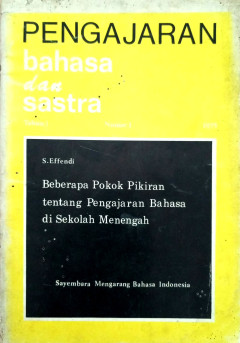 PENGAJARAN
bahasa
dan
sastra
S.Effendi
Beberapa Pokok Pikiran
tentang Pengajaran Bahasa
di Sekolah Menengah
Sayembara Mengarang Bahasa Indonesia